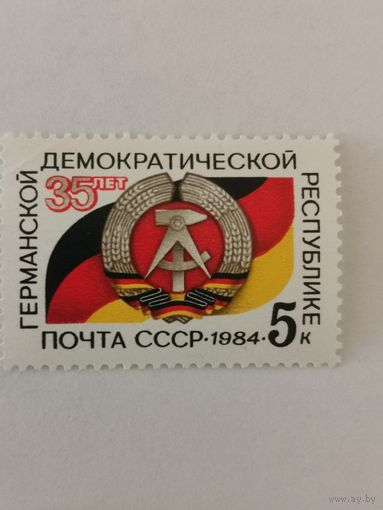 35 ЛЕТ
ГЕРМАНСКОЙ
ДЕМОКРАТИЧЕСКОЙ
РЕСПУБЛИКЕ
ПОЧТА СССР·1984·5К
www.ay.by